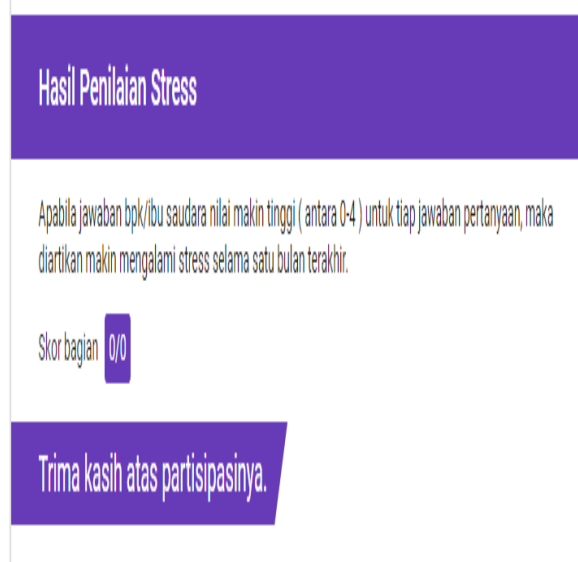 Hasil Penilaian Stress
Apabila jawaban bpk/ibu saudara nilai makin tinggi ( antara 0-4 ) untuk tiap jawaban pertanyaan, maka
diartikan makin mengalami stress selama satu bulan terakhir.
Skor bagian 0/0
Trima kasih atas partisipasinya.